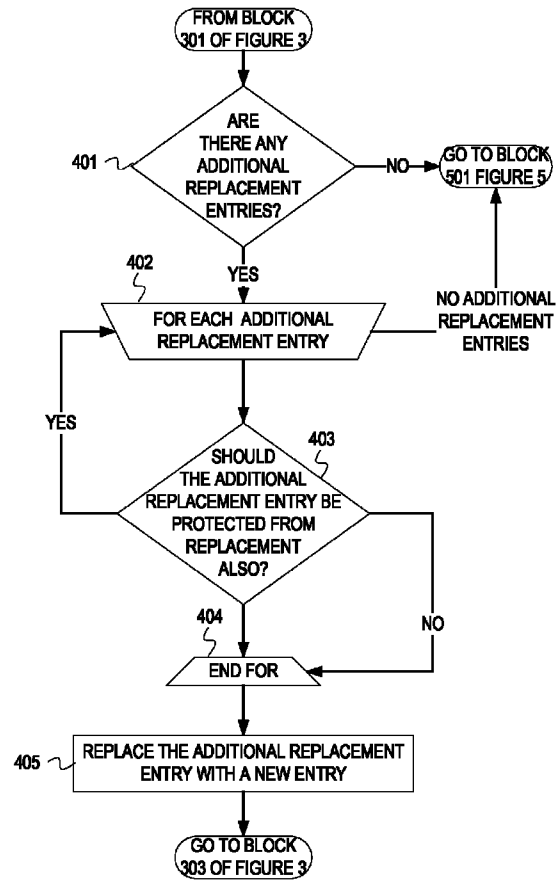 FROM BLOCK
301 OF FIGURE 3
ARE
THERE ANY
ADDITIONAL
REPLACEMENT
ENTRIES?
401
NO
GO TO BLOCK
501 FIGURE 5
YES
402
FOR EACH ADDITIONAL
REPLACEMENT ENTRY
NO ADDITIONAL
REPLACEMENT
ENTRIES
YES
403
SHOULD
THE ADDITIONAL
REPLACEMENT ENTRY BE
PROTECTED FROM
REPLACEMENT
ALSO?
NO
404
END FOR
405
REPLACE THE ADDITIONAL REPLACEMENT
ENTRY WITH A NEW ENTRY
GO TO BLOCK
303 OF FIGURE 3